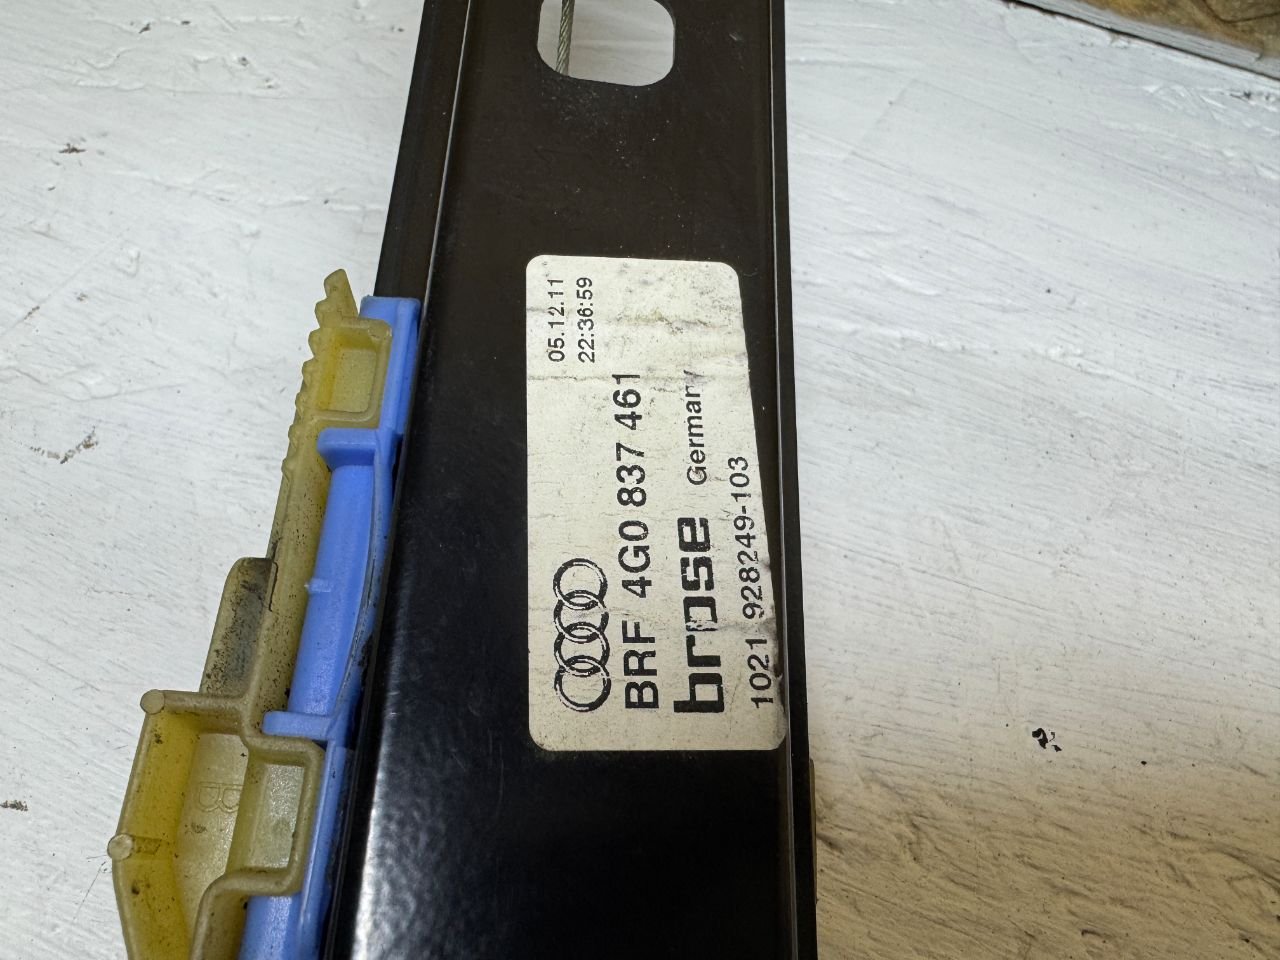 05.12.11
22:36:59
BRF 4G0 837 461
brose Germany
1021 928249-103
B
B